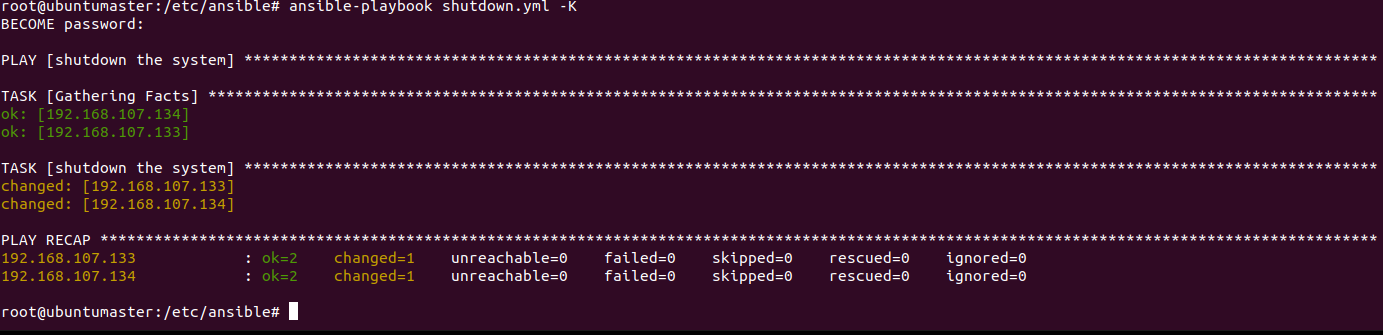 root@ubuntumaster:/etc/ansible# ansible-playbook shutdown.yml -K
BECOME password:
PLAY [shutdown the system] ******************************************************************************************************************************
TASK [Gathering Facts] **********************************************************************************************************************************
ok: [192.168.107.134]
ok: [192.168.107.133]
TASK [shutdown the system] ******************************************************************************************************************************
changed: [192.168.107.133]
changed: [192.168.107.134]
PLAY RECAP **********************************************************************************************************************************************
192.168.107.133            : ok=2    changed=1    unreachable=0    failed=0    skipped=0    rescued=0    ignored=0
192.168.107.134            : ok=2    changed=1    unreachable=0    failed=0    skipped=0    rescued=0    ignored=0
root@ubuntumaster:/etc/ansible#